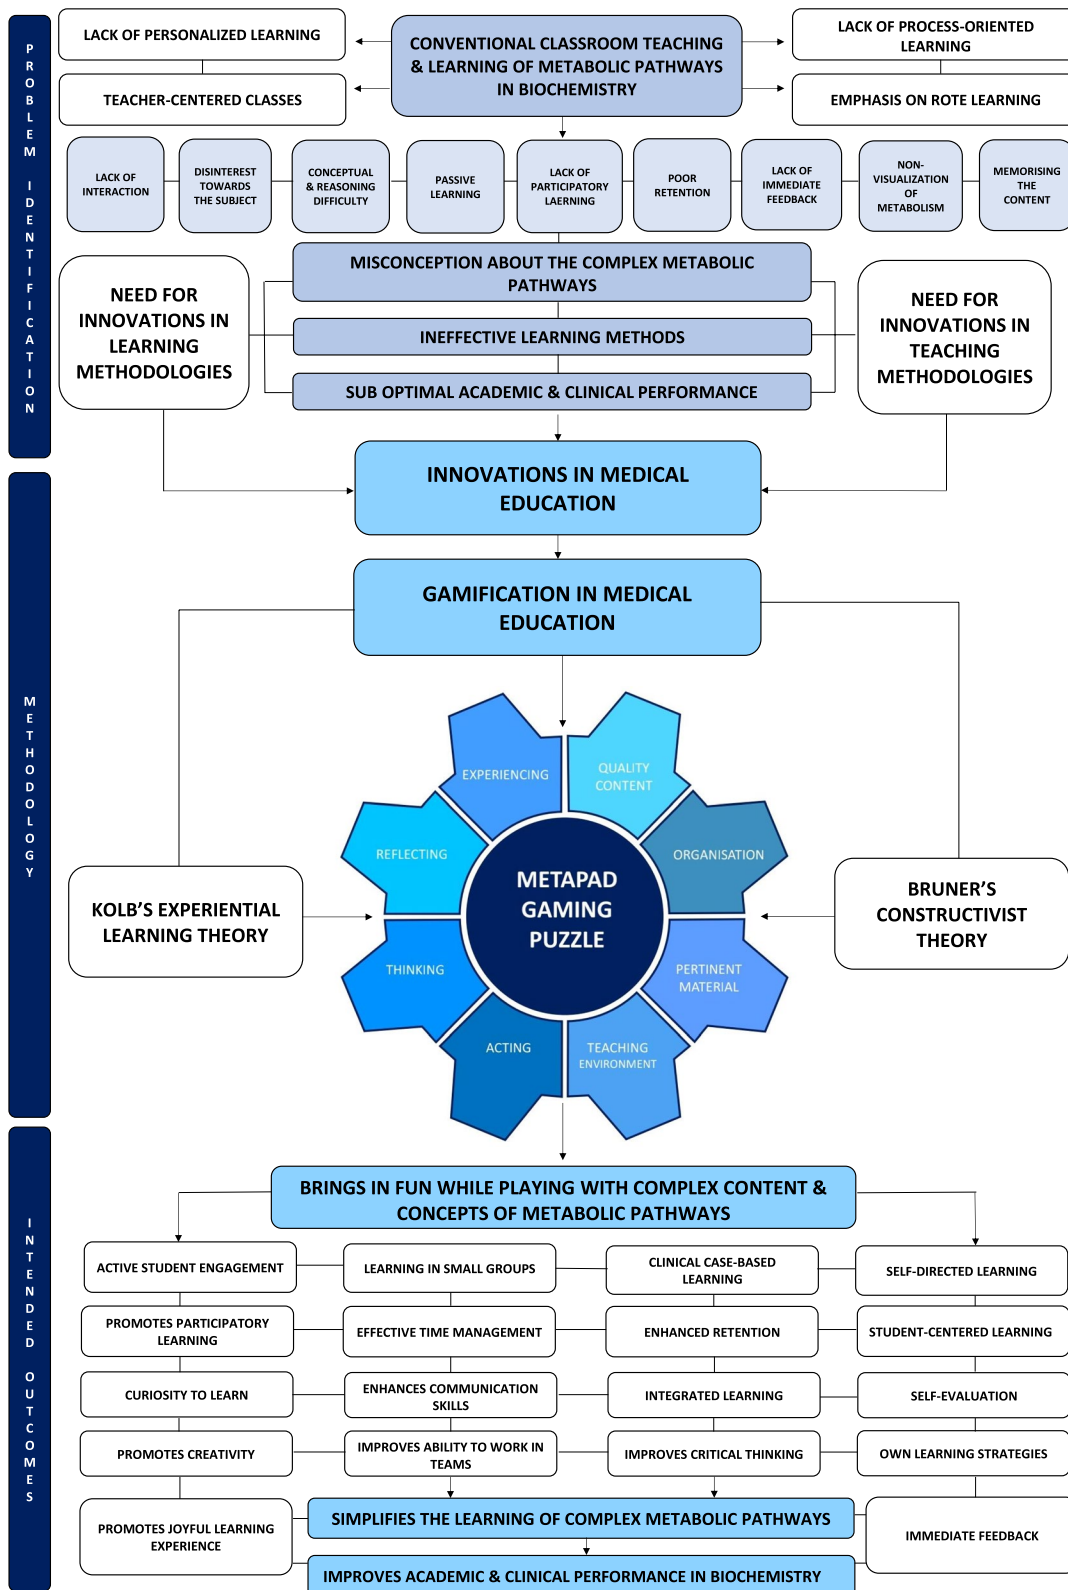 PROBLEM IDENTIFICATION
LACK OF PERSONALIZED LEARNING
TEACHER-CENTERED CLASSES
CONVENTIONAL CLASSROOM TEACHING
& LEARNING OF METABOLIC PATHWAYS
IN BIOCHEMISTRY
LACK OF PROCESS-ORIENTED
LEARNING
EMPHASIS ON ROTE LEARNING
LACK OF
INTERACTION
DISINTEREST
TOWARDS
THE SUBJECT
CONCEPTUAL
& REASONING
DIFFICULTY
PASSIVE
LEARNING
LACK OF
PARTICIPATORY
LAERNING
POOR
RETENTION
LACK OF
IMMEDIATE
FEEDBACK
NON-
VISUALIZATION
OF
METABOLISM
MEMORISING
THE
CONTENT
NEED FOR
INNOVATIONS IN
LEARNING
METHODOLOGIES
MISCONCEPTION ABOUT THE COMPLEX METABOLIC
PATHWAYS
INEFFECTIVE LEARNING METHODS
SUB OPTIMAL ACADEMIC & CLINICAL PERFORMANCE
NEED FOR
INNOVATIONS IN
TEACHING
METHODOLOGIES
METHODOLOGY
INNOVATIONS IN MEDICAL
EDUCATION
GAMIFICATION IN MEDICAL
EDUCATION
KOLB'S EXPERIENTIAL
LEARNING THEORY
EXPERIENCING
REFLECTING
THINKING
ACTING
METAPAD
GAMING
PUZZLE
QUALITY
CONTENT
ORGANISATION
PERTINENT
MATERIAL
TEACHING
ENVIRONMENT
BRUNER'S
CONSTRUCTIVIST
THEORY
INTENDED OUTCOMES
BRINGS IN FUN WHILE PLAYING WITH COMPLEX CONTENT &
CONCEPTS OF METABOLIC PATHWAYS
ACTIVE STUDENT ENGAGEMENT
LEARNING IN SMALL GROUPS
CLINICAL CASE-BASED
LEARNING
SELF-DIRECTED LEARNING
PROMOTES PARTICIPATORY
LEARNING
EFFECTIVE TIME MANAGEMENT
ENHANCED RETENTION
STUDENT-CENTERED LEARNING
CURIOSITY TO LEARN
ENHANCES COMMUNICATION
SKILLS
INTEGRATED LEARNING
SELF-EVALUATION
PROMOTES CREATIVITY
IMPROVES ABILITY TO WORK IN
TEAMS
IMPROVES CRITICAL THINKING
OWN LEARNING STRATEGIES
PROMOTES JOYFUL LEARNING
EXPERIENCE
SIMPLIFIES THE LEARNING OF COMPLEX METABOLIC PATHWAYS
IMMEDIATE FEEDBACK
IMPROVES ACADEMIC & CLINICAL PERFORMANCE IN BIOCHEMISTRY